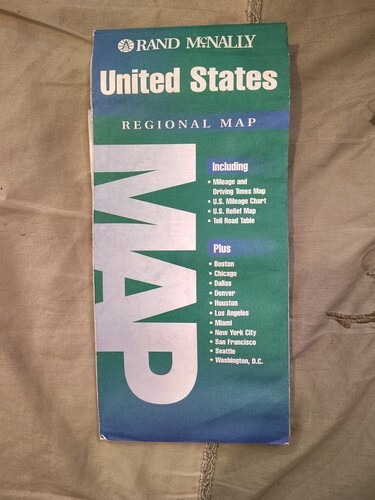 RAND McNALLY
United States
REGIONAL MAP
MAP
Including
• Mileage and
Driving Times Map
• U.S. Mileage Chart
• U.S. Relief Map
• Toll Road Table
Plus
• Boston
• Chicago
• Dallas
• Denver
• Houston
• Los Angeles
• Miami
• New York City
• San Francisco
• Seattle
• Washington, D.C.